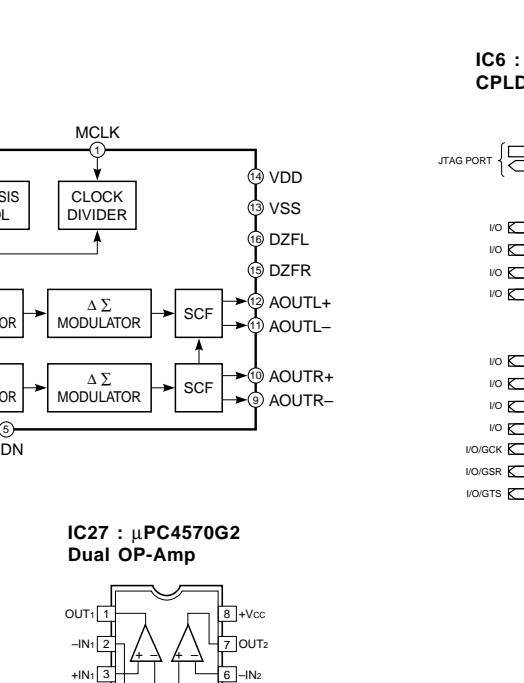 IC6 :
CPLD
MCLK
1
JTAG PORT
SIS
L
CLOCK
DIVIDER
14 VDD
13 VSS
16 DZFL
15 DZFR
12 AOUTL+
11 AOUTL–
10 AOUTR+
9 AOUTR–
OR
Δ Σ
MODULATOR
SCF
OR
Δ Σ
MODULATOR
SCF
5
DN
I/O
I/O
I/O
I/O
I/O
I/O
I/O
I/O
I/O/GCK
I/O/GSR
I/O/GTS
IC27 : μPC4570G2
Dual OP-Amp
OUT1 1
–IN1 2
+IN1 3
+ –
+ –
8 +VCC
7 OUT2
6 –IN2